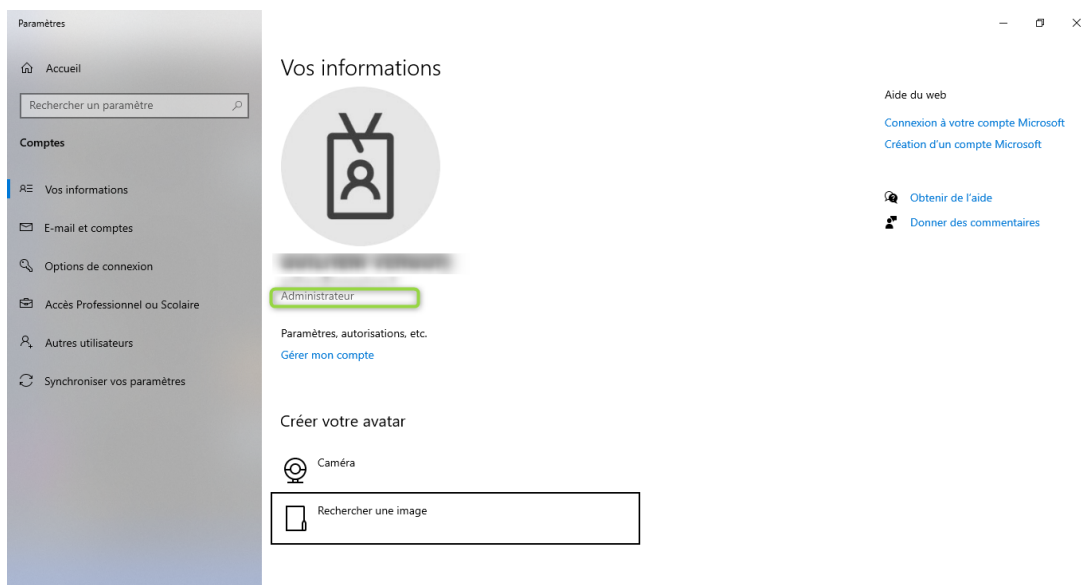 Paramètres
Accueil
Rechercher un paramètre
Comptes
Vos informations
E-mail et comptes
Options de connexion
Accès Professionnel ou Scolaire
Autres utilisateurs
Synchroniser vos paramètres
Vos informations
Administrateur
Paramètres, autorisations, etc.
Gérer mon compte
Créer votre avatar
Caméra
Rechercher une image
Aide du web
Connexion à votre compte Microsoft
Création d'un compte Microsoft
Obtenir de l'aide
Donner des commentaires